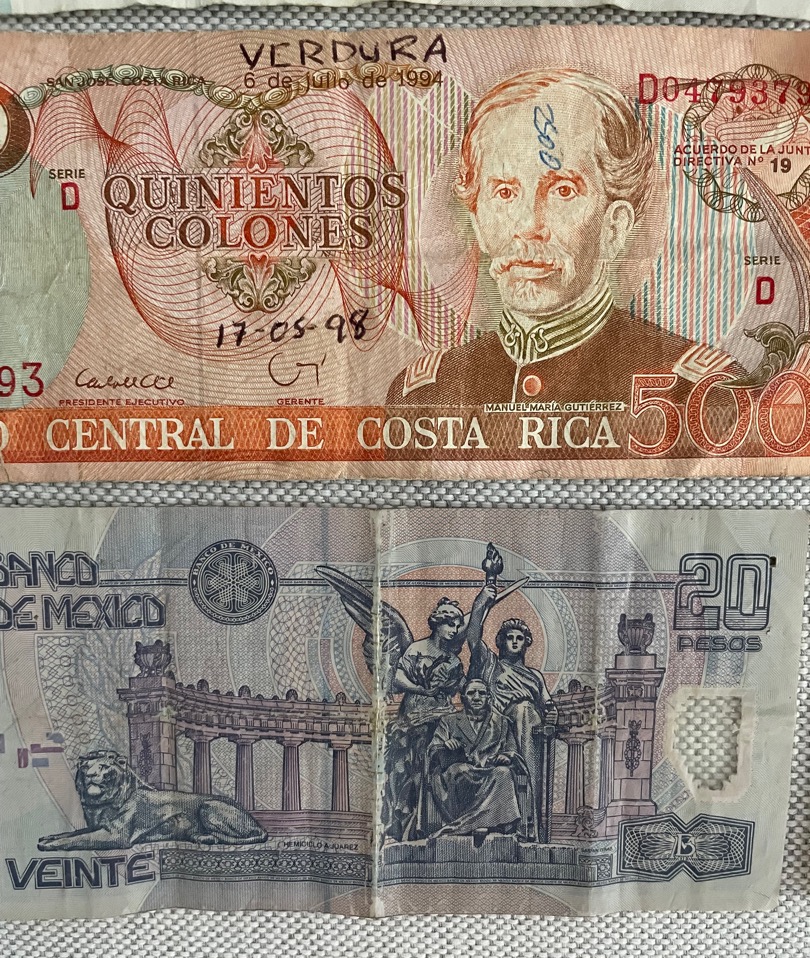 VERDURA
SAN JOSE, COSTA RICA
6 de julio de 1994
D0479379
2500
ACUERDO DE LA JUNT
DIRECTIVA Nº 19
SERIE
D
QUINIENTOS
COLONES
SERIE
D
17-05-98
93
PRESIDENTE EJECUTIVO
GERENTE
MANUEL MARÍA GUTIÉRREZ
500
O CENTRAL DE COSTA RICA
BANCO
DE MEXICO
BANCO DE MEXICO
20
PESOS
HEMICICLO A JUAREZ
VEINTE